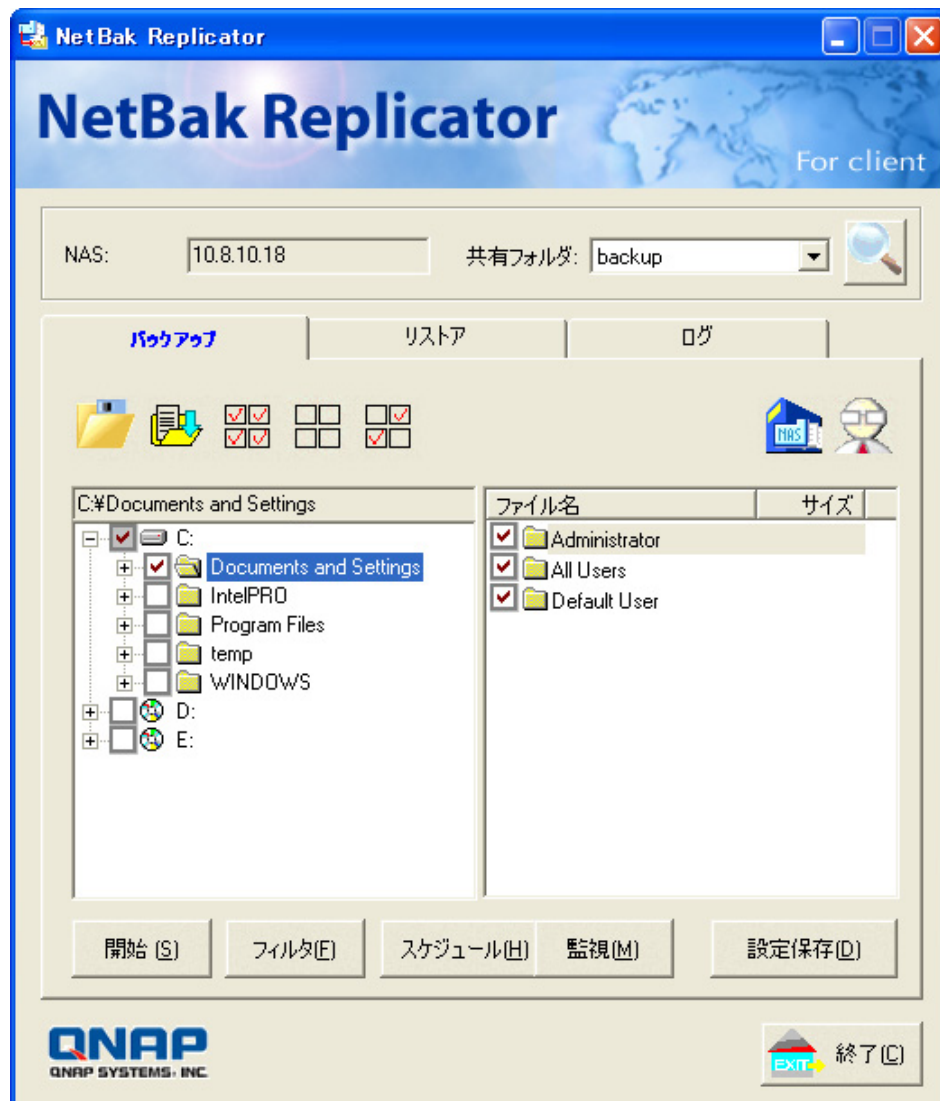 NetBak Replicator
NetBak Replicator
For client
NAS: 10.8.10.18 共有フォルダ: backup
バックアップ リストア ログ
NAS
C:¥Documents and Settings
C:
Documents and Settings
IntelPRO
Program Files
temp
WINDOWS
D:
E:
ファイル名 サイズ
Administrator
All Users
Default User
開始 (S) フィルタ(F) スケジュール(H) 監視(M) 設定保存(D)
QNAP
QNAP SYSTEMS, INC
EXIT 終了(C)